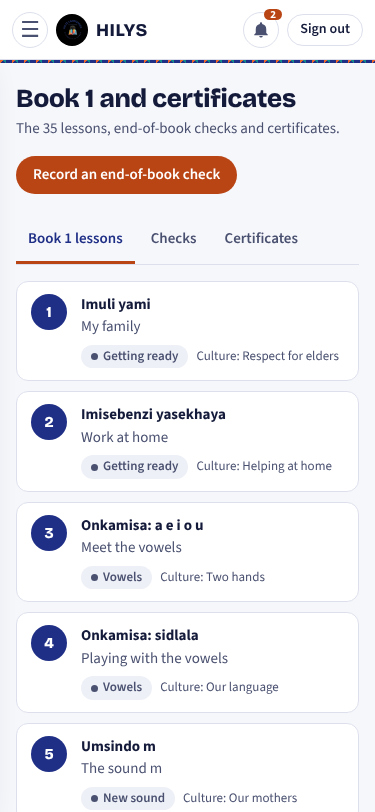 HILYS
2
Sign out
Book 1 and certificates
The 35 lessons, end-of-book checks and certificates.
Record an end-of-book check
Book 1 lessons
Checks
Certificates
1
Imuli yami
My family
Getting ready
Culture: Respect for elders
2
Imisebenzi yasekhaya
Work at home
Getting ready
Culture: Helping at home
3
Onkamisa: a e i o u
Meet the vowels
Vowels
Culture: Two hands
4
Onkamisa: sidlala
Playing with the vowels
Vowels
Culture: Our language
5
Umsindo m
The sound m
New sound
Culture: Our mothers